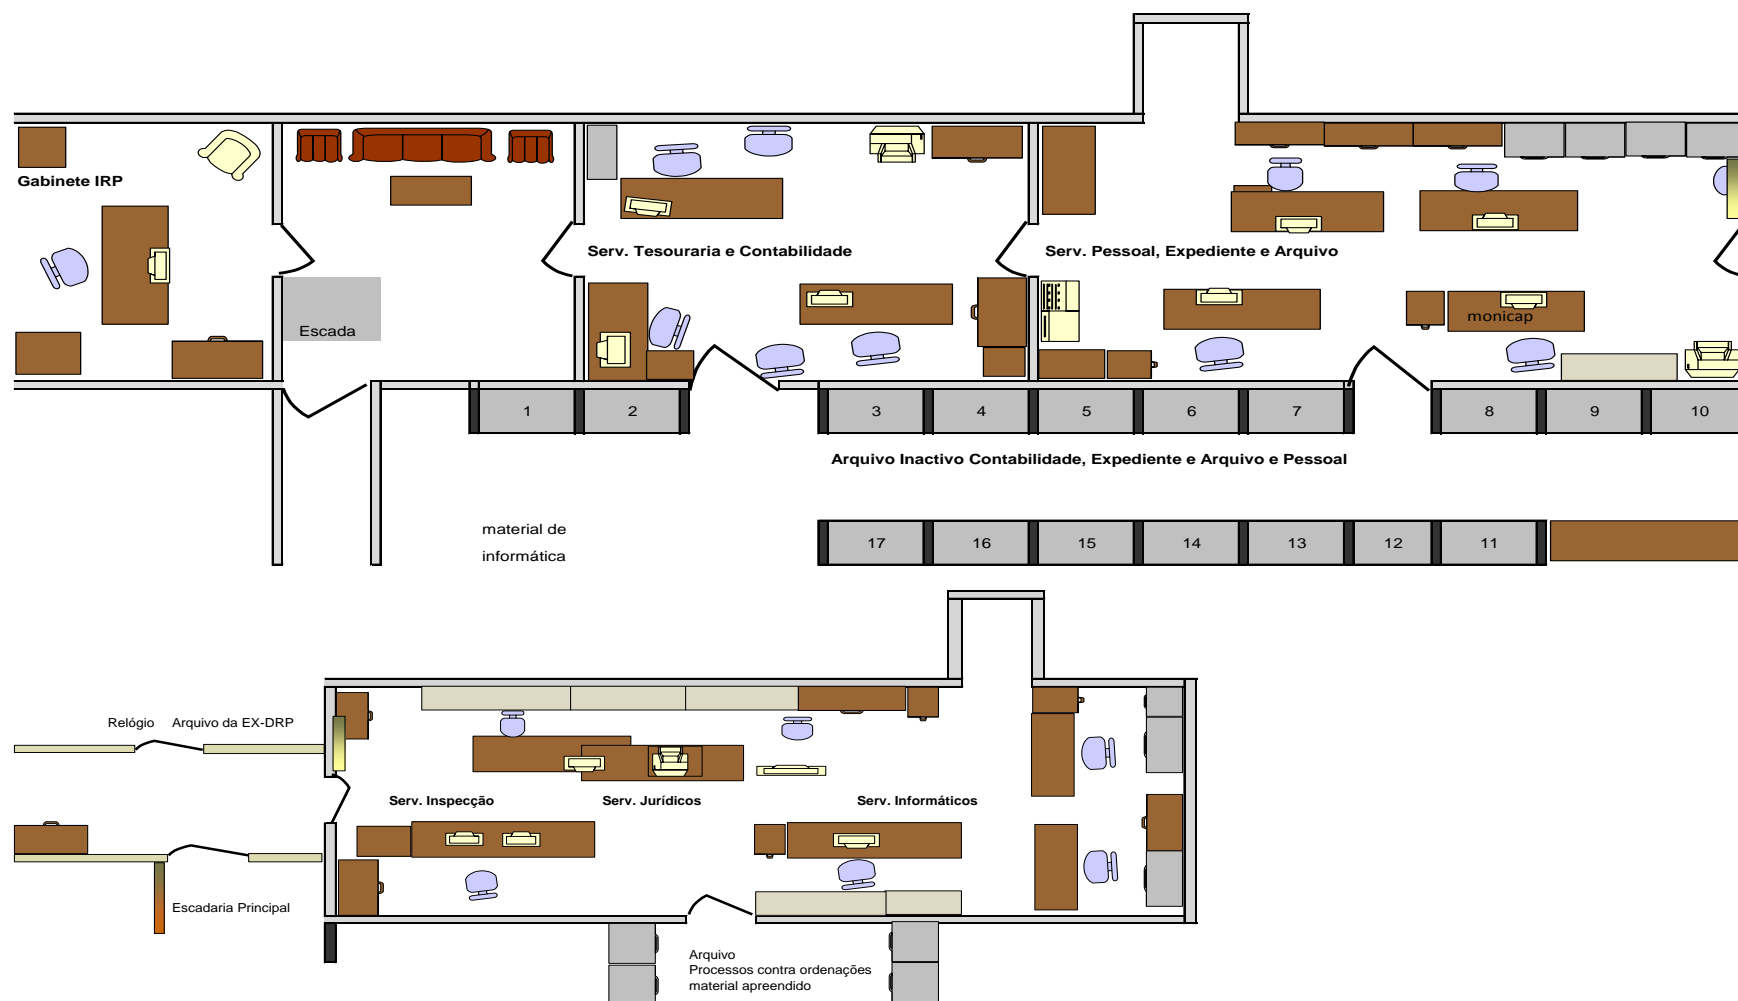 Gabinete IRP
Serv. Tesouraria e Contabilidade
Serv. Pessoal, Expediente e Arquivo
Escada
monicap
1
2
3
4
5
6
7
8
9
10
Arquivo Inactivo Contabilidade, Expediente e Arquivo e Pessoal
material de
informática
17
16
15
14
13
12
11
Relógio
Arquivo da EX-DRP
Serv. Inspecção
Serv. Jurídicos
Serv. Informáticos
Escadaria Principal
Arquivo
Processos contra ordenações
material apreendido